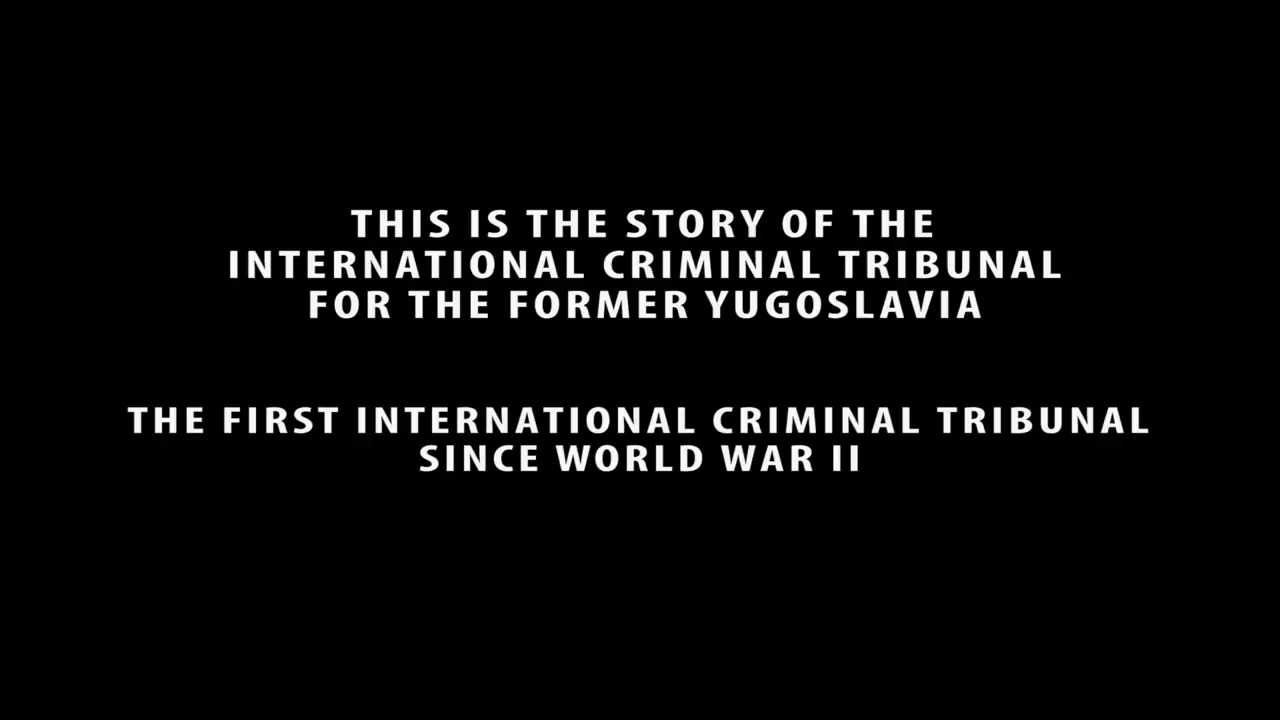 THIS IS THE STORY OF THE
INTERNATIONAL CRIMINAL TRIBUNAL
FOR THE FORMER YUGOSLAVIA
THE FIRST INTERNATIONAL CRIMINAL TRIBUNAL
SINCE WORLD WAR II